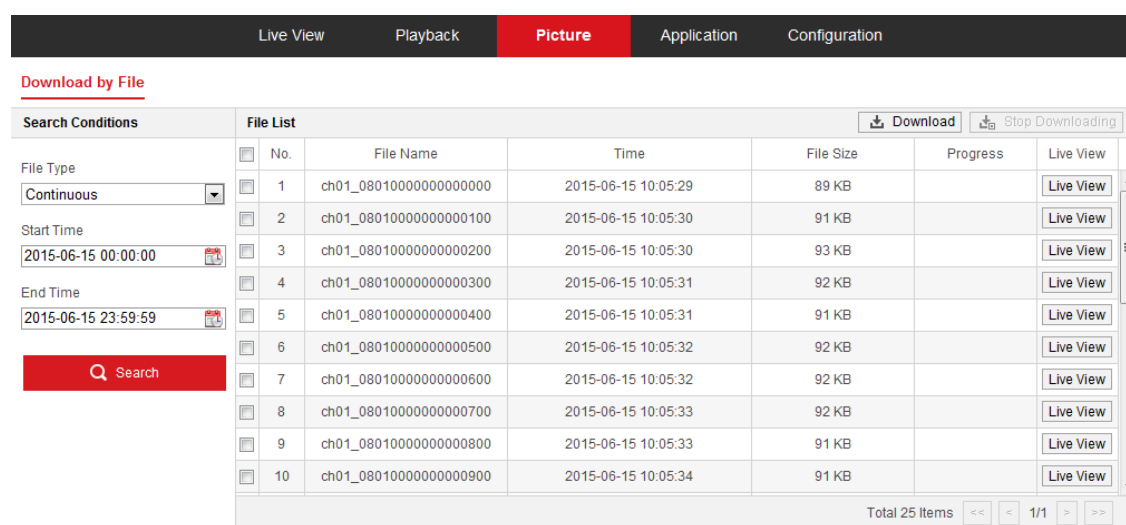 Live View Playback Picture Application Configuration
Download by File
Search Conditions
File List Download Stop Downloading
No. File Name Time File Size Progress Live View
File Type
Continuous
Start Time
2015-06-15 00:00:00
End Time
2015-06-15 23:59:59
Search
1 ch01_08010000000000000 2015-06-15 10:05:29 89 KB Live View
2 ch01_08010000000000100 2015-06-15 10:05:30 91 KB Live View
3 ch01_08010000000000200 2015-06-15 10:05:30 93 KB Live View
4 ch01_08010000000000300 2015-06-15 10:05:31 92 KB Live View
5 ch01_08010000000000400 2015-06-15 10:05:31 91 KB Live View
6 ch01_08010000000000500 2015-06-15 10:05:32 92 KB Live View
7 ch01_08010000000000600 2015-06-15 10:05:32 92 KB Live View
8 ch01_08010000000000700 2015-06-15 10:05:33 92 KB Live View
9 ch01_08010000000000800 2015-06-15 10:05:33 91 KB Live View
10 ch01_08010000000000900 2015-06-15 10:05:34 91 KB Live View
Total 25 Items << < 1/1 > >>